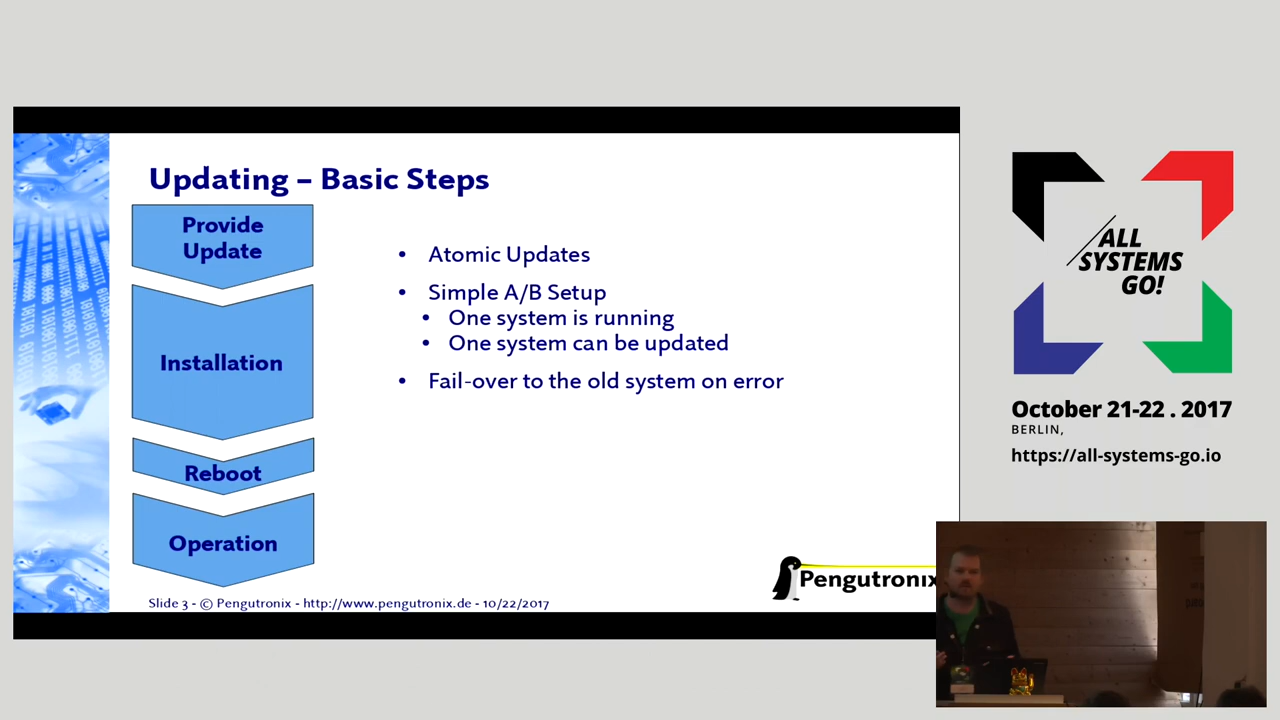 Updating – Basic Steps
Provide
Update
Installation
Reboot
Operation
• Atomic Updates
• Simple A/B Setup
• One system is running
• One system can be updated
• Fail-over to the old system on error
Pengutronix
Slide 3 - © Pengutronix - http://www.pengutronix.de - 10/22/2017
ALL
SYSTEMS
GO!
October 21-22 . 2017
BERLIN,
https://all-systems-go.io